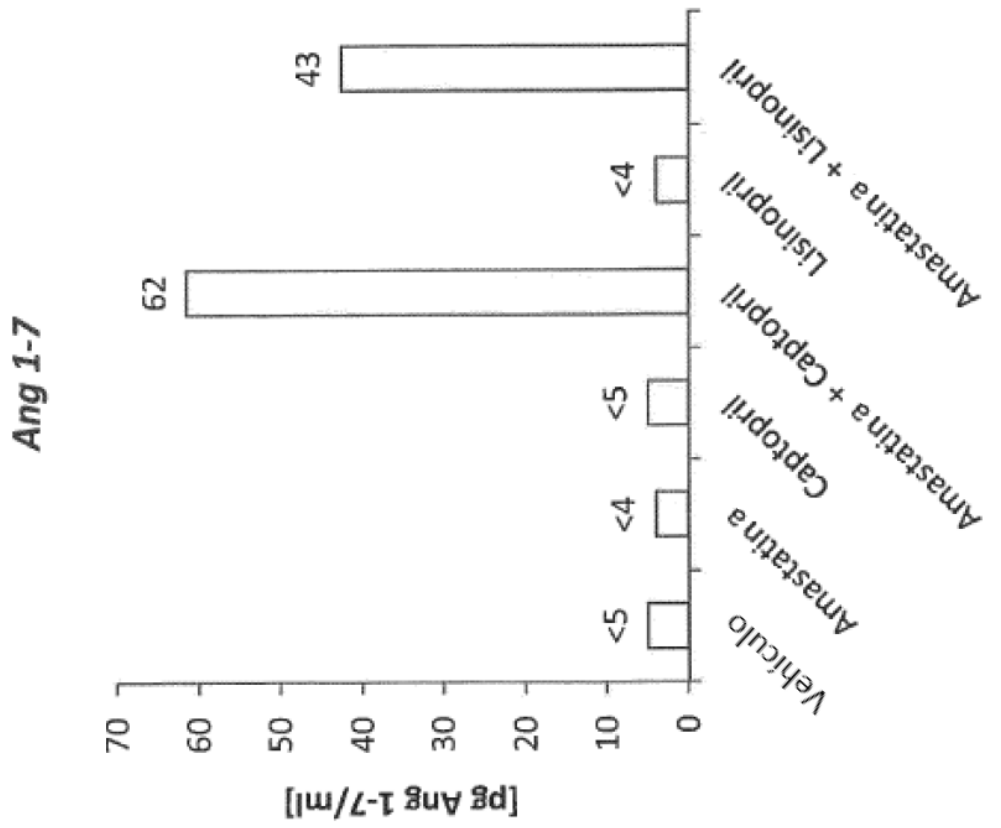 Ang 1-7
[pg Ang 1-7/ml]
70
60
50
40
30
20
10
0
<5
<4
<5
62
<4
43
Vehículo
Amastatina
Captopril
Amastatina + Captopril
Lisinopril
Amastatina + Lisinopril